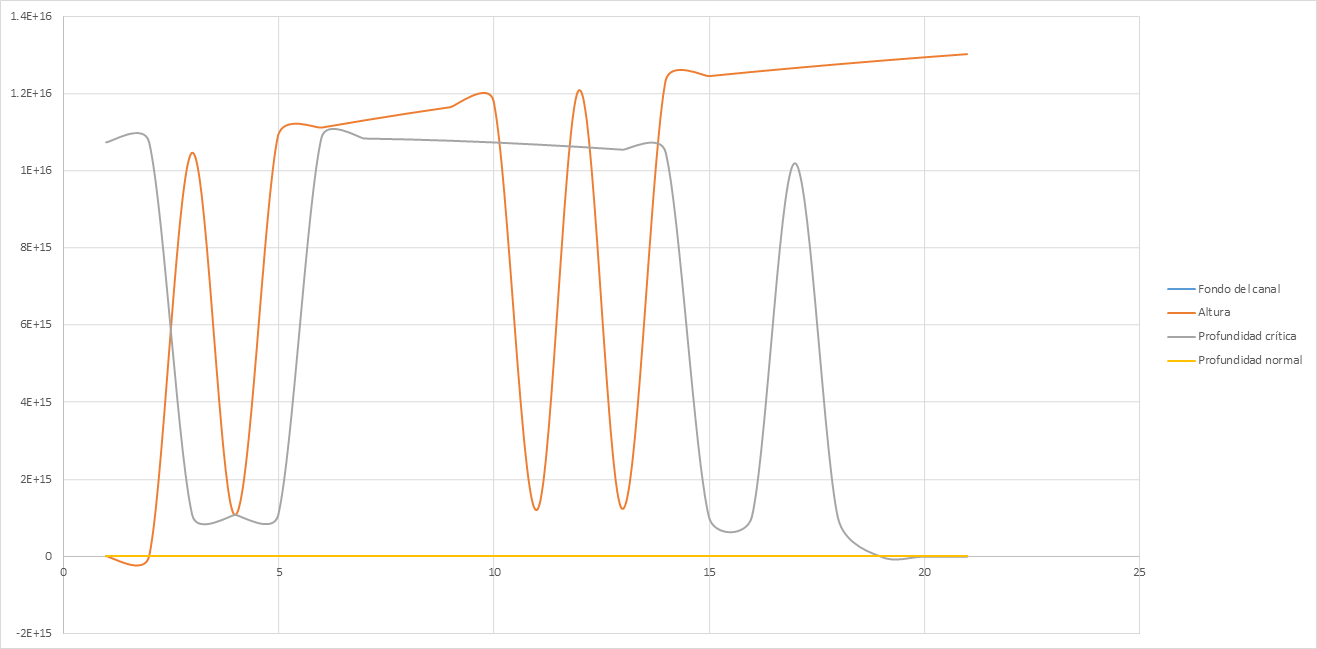 1.4E+16
1.2E+16
1E+16
8E+15
6E+15
4E+15
2E+15
0
-2E+15
0 5 10 15 20 25
Fondo del canal
Altura
Profundidad crítica
Profundidad normal